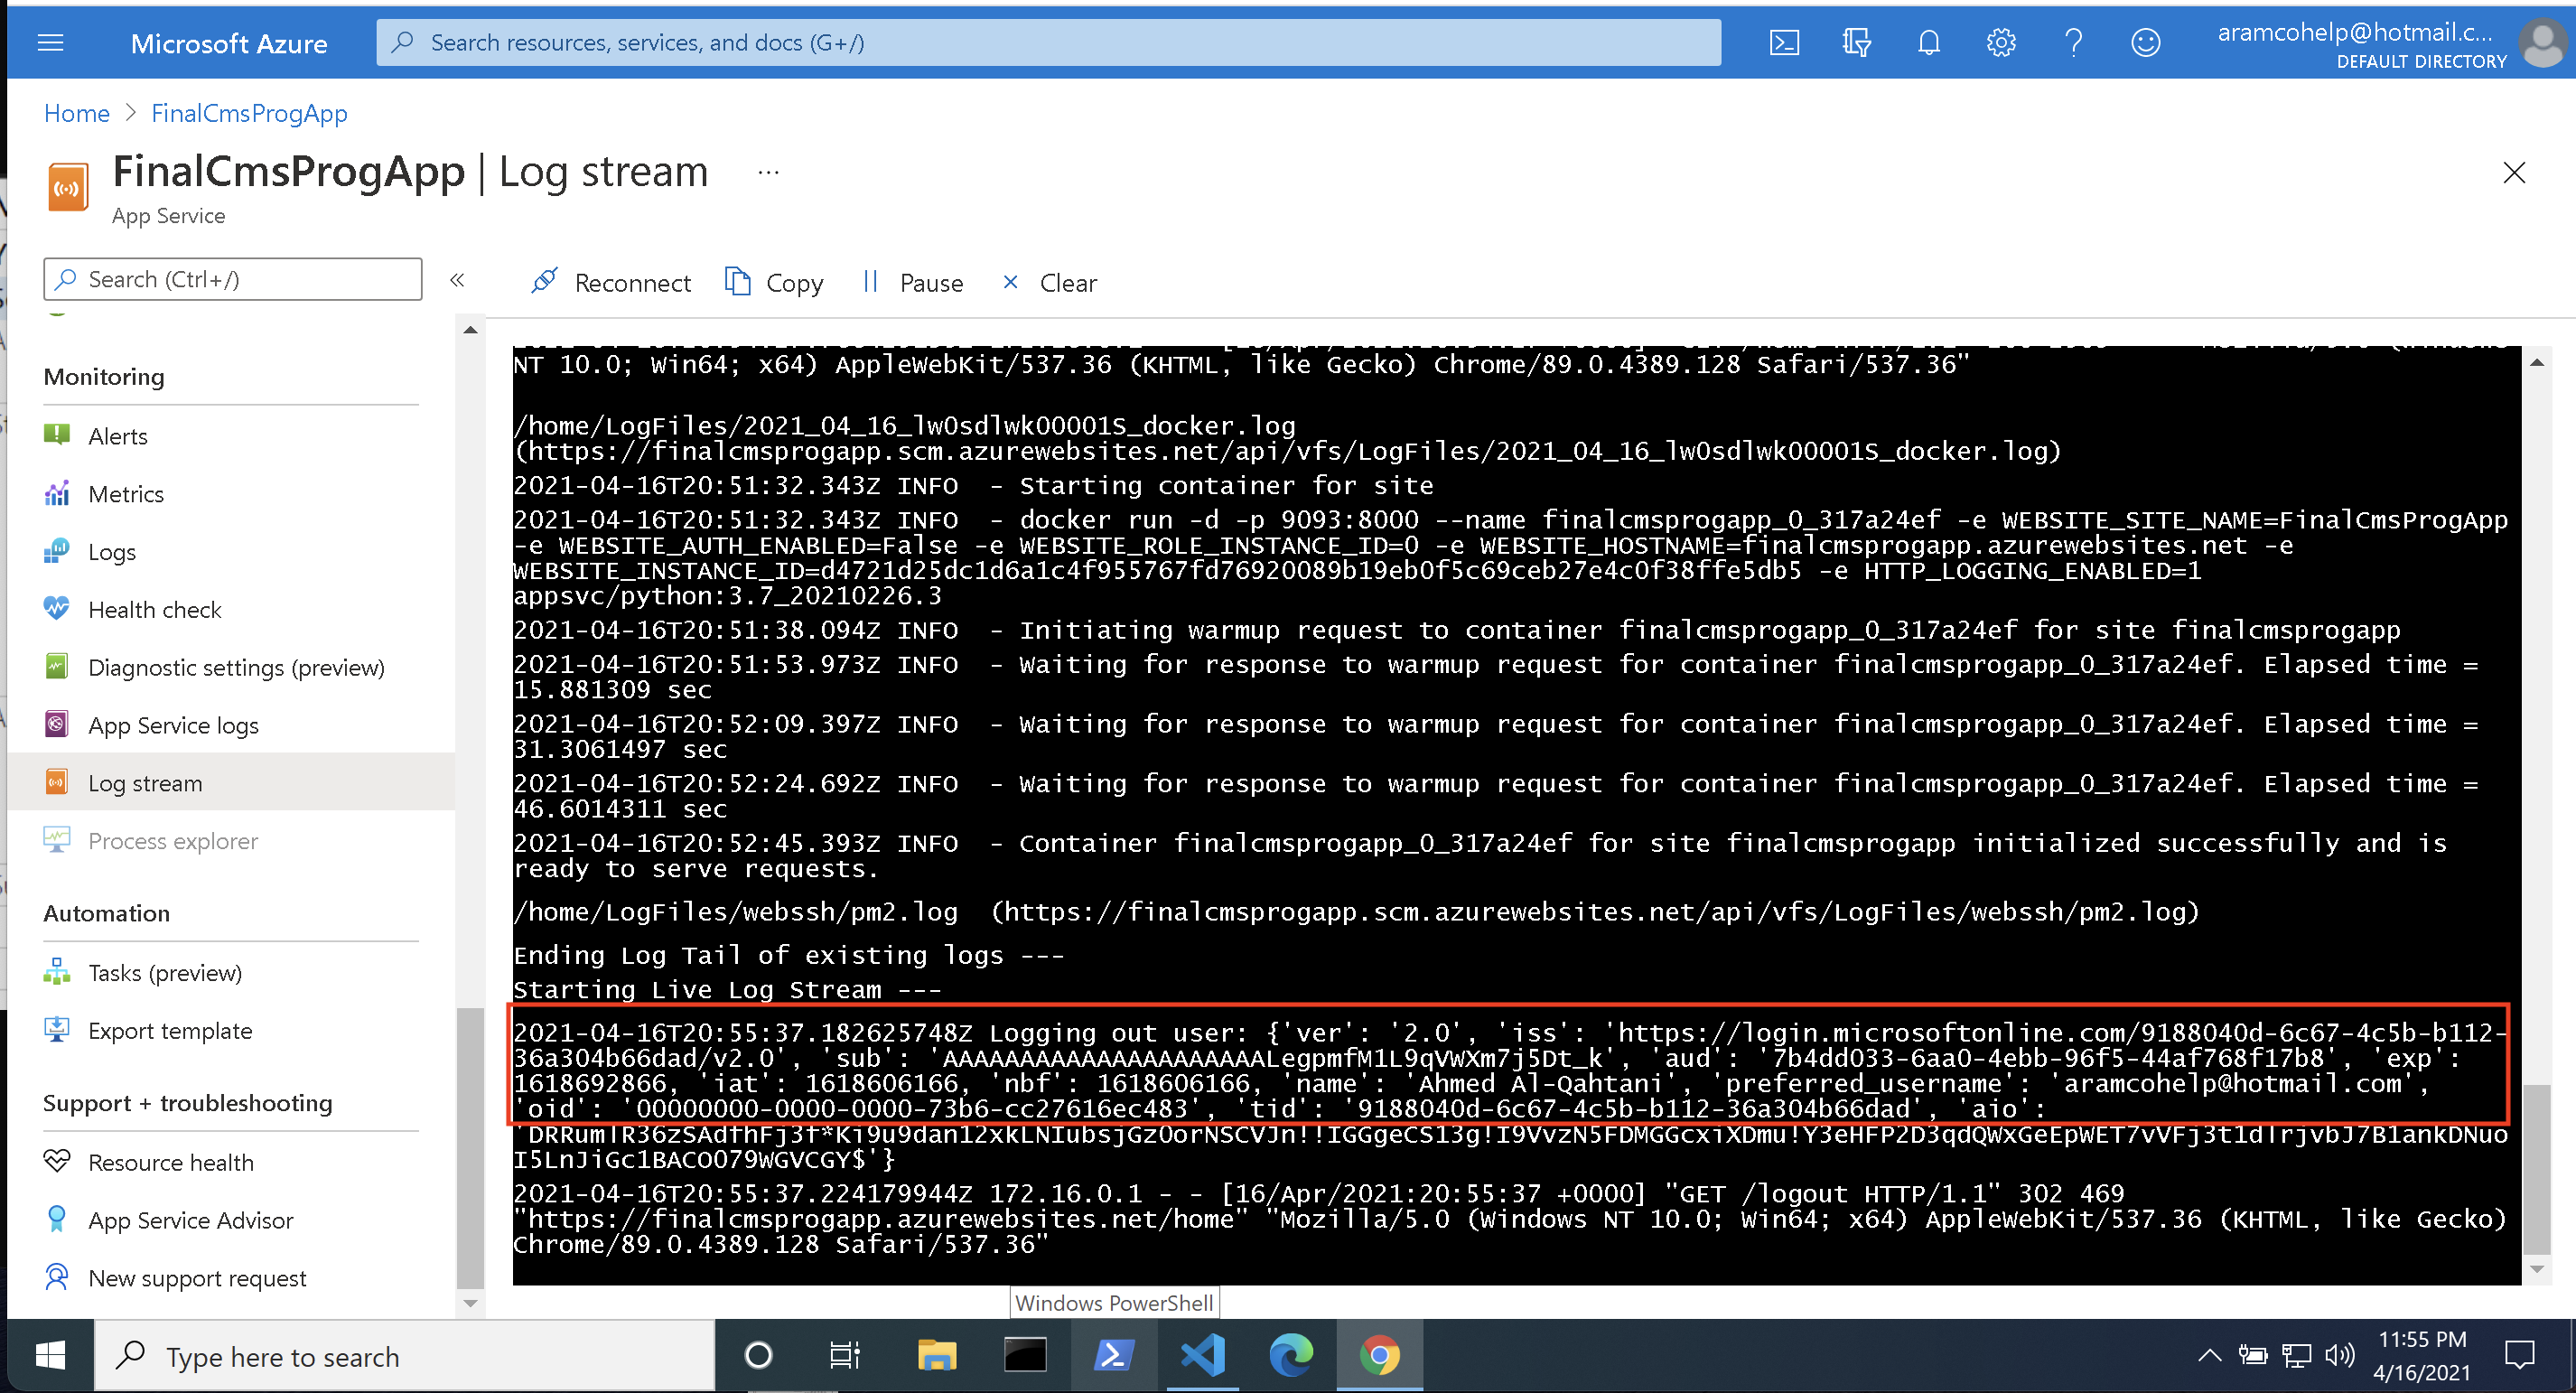 Microsoft Azure
Search resources, services, and docs (G+/)
aramcohelp@hotmail.c...
DEFAULT DIRECTORY
Home > FinalCmsProgApp
FinalCmsProgApp | Log stream ...
App Service
Search (Ctrl+/)
«
Reconnect
Copy
Pause
Clear
Monitoring
Alerts
Metrics
Logs
Health check
Diagnostic settings (preview)
App Service logs
Log stream
Process explorer
Automation
Tasks (preview)
Export template
Support + troubleshooting
Resource health
App Service Advisor
New support request
NT 10.0; Win64; x64) AppleWebKit/537.36 (KHTML, like Gecko) Chrome/89.0.4389.128 Safari/537.36"
/home/LogFiles/2021_04_16_lw0sdlwk00001S_docker.log
(https://finalcmsprogapp.scm.azurewebsites.net/api/vfs/LogFiles/2021_04_16_lw0sdlwk00001S_docker.log)
2021-04-16T20:51:32.343Z INFO  - Starting container for site
2021-04-16T20:51:32.343Z INFO  - docker run -d -p 9093:8000 --name finalcmsprogapp_0_317a24ef -e WEBSITE_SITE_NAME=FinalCmsProgApp
-e WEBSITE_AUTH_ENABLED=False -e WEBSITE_ROLE_INSTANCE_ID=0 -e WEBSITE_HOSTNAME=finalcmsprogapp.azurewebsites.net -e
WEBSITE_INSTANCE_ID=d4721d25dc1d6a1c4f955767fd76920089b19eb0f5c69ceb27e4c0f38ffe5db5 -e HTTP_LOGGING_ENABLED=1
appsvc/python:3.7_20210226.3
2021-04-16T20:51:38.094Z INFO  - Initiating warmup request to container finalcmsprogapp_0_317a24ef for site finalcmsprogapp
2021-04-16T20:51:53.973Z INFO  - Waiting for response to warmup request for container finalcmsprogapp_0_317a24ef. Elapsed time =
15.881309 sec
2021-04-16T20:52:09.397Z INFO  - Waiting for response to warmup request for container finalcmsprogapp_0_317a24ef. Elapsed time =
31.3061497 sec
2021-04-16T20:52:24.692Z INFO  - Waiting for response to warmup request for container finalcmsprogapp_0_317a24ef. Elapsed time =
46.6014311 sec
2021-04-16T20:52:45.393Z INFO  - Container finalcmsprogapp_0_317a24ef for site finalcmsprogapp initialized successfully and is
ready to serve requests.
/home/LogFiles/webssh/pm2.log  (https://finalcmsprogapp.scm.azurewebsites.net/api/vfs/LogFiles/webssh/pm2.log)
Ending Log Tail of existing logs ---
Starting Live Log Stream ---
2021-04-16T20:55:37.182625748Z Logging out user: {'ver': '2.0', 'iss': 'https://login.microsoftonline.com/9188040d-6c67-4c5b-b112-
36a304b66dad/v2.0', 'sub': 'AAAAAAAAAAAAAAAAAAAAALegpmfM1L9qVWXm7j5Dt_k', 'aud': '7b4dd033-6aa0-4ebb-96f5-44af768f17b8', 'exp':
1618692866, 'iat': 1618606166, 'nbf': 1618606166, 'name': 'Ahmed Al-Qahtani', 'preferred_username': 'aramcohelp@hotmail.com',
'oid': '00000000-0000-0000-73b6-cc27616ec483', 'tid': '9188040d-6c67-4c5b-b112-36a304b66dad', 'aio':
I5LnJiGc1BACOO79WGVCGY$'}
2021-04-16T20:55:37.224179944Z 172.16.0.1 - - [16/Apr/2021:20:55:37 +0000] "GET /logout HTTP/1.1" 302 469
"https://finalcmsprogapp.azurewebsites.net/home" "Mozilla/5.0 (Windows NT 10.0; Win64; x64) AppleWebKit/537.36 (KHTML, like Gecko)
Chrome/89.0.4389.128 Safari/537.36"
Windows PowerShell
Type here to search
11:55 PM
4/16/2021